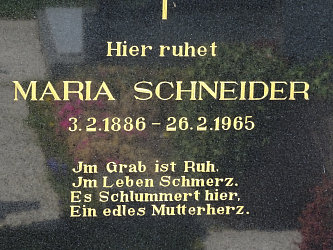 Hier ruhet
MARIA SCHNEIDER
3.2.1886 - 26.2.1965
Jm Grab ist Ruh.
Jm Leben Schmerz.
Es Schlummert hier.
Ein edles Mutterherz.